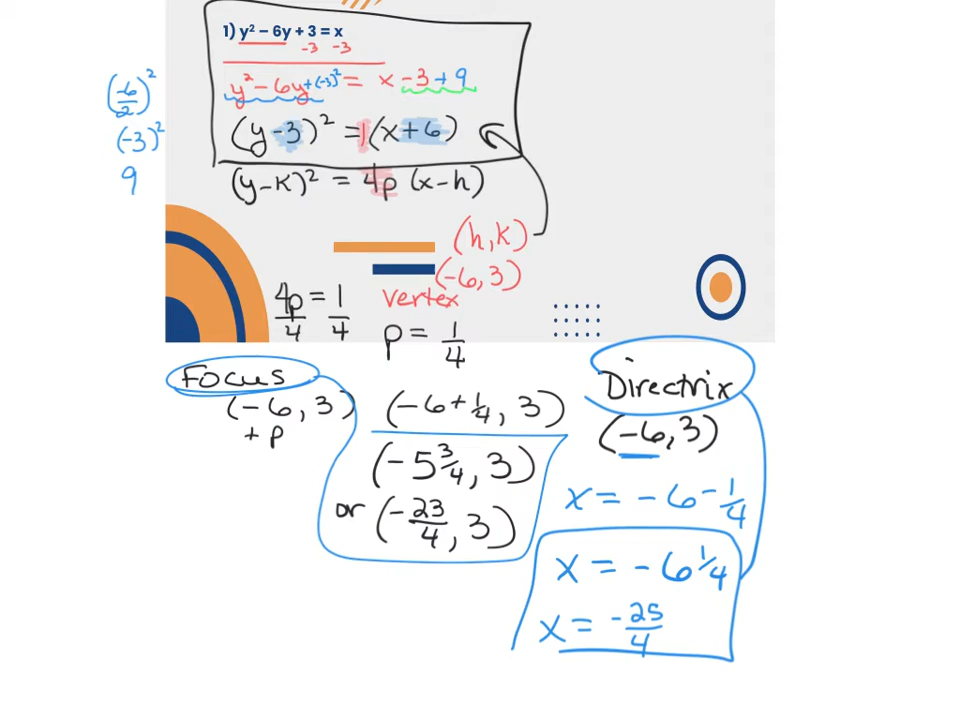 1) y² – 6y + 3 = x
-3 -3
y² - 6y + (-3)² = x - 3 + 9
(-6/2)²
(-3)²
9
(y - 3)² = 1(x + 6)
(y - K)² = 4p (x - h)
(h, K)
(-6, 3)
vertex
4p/4 = 1/4
p = 1/4
Focus
(-6, 3)
+ p
(-6 + 1/4, 3)
(-5 3/4, 3)
or (-23/4, 3)
Directrix
(-6, 3)
x = -6 - 1/4
x = -6 1/4
x = -25/4